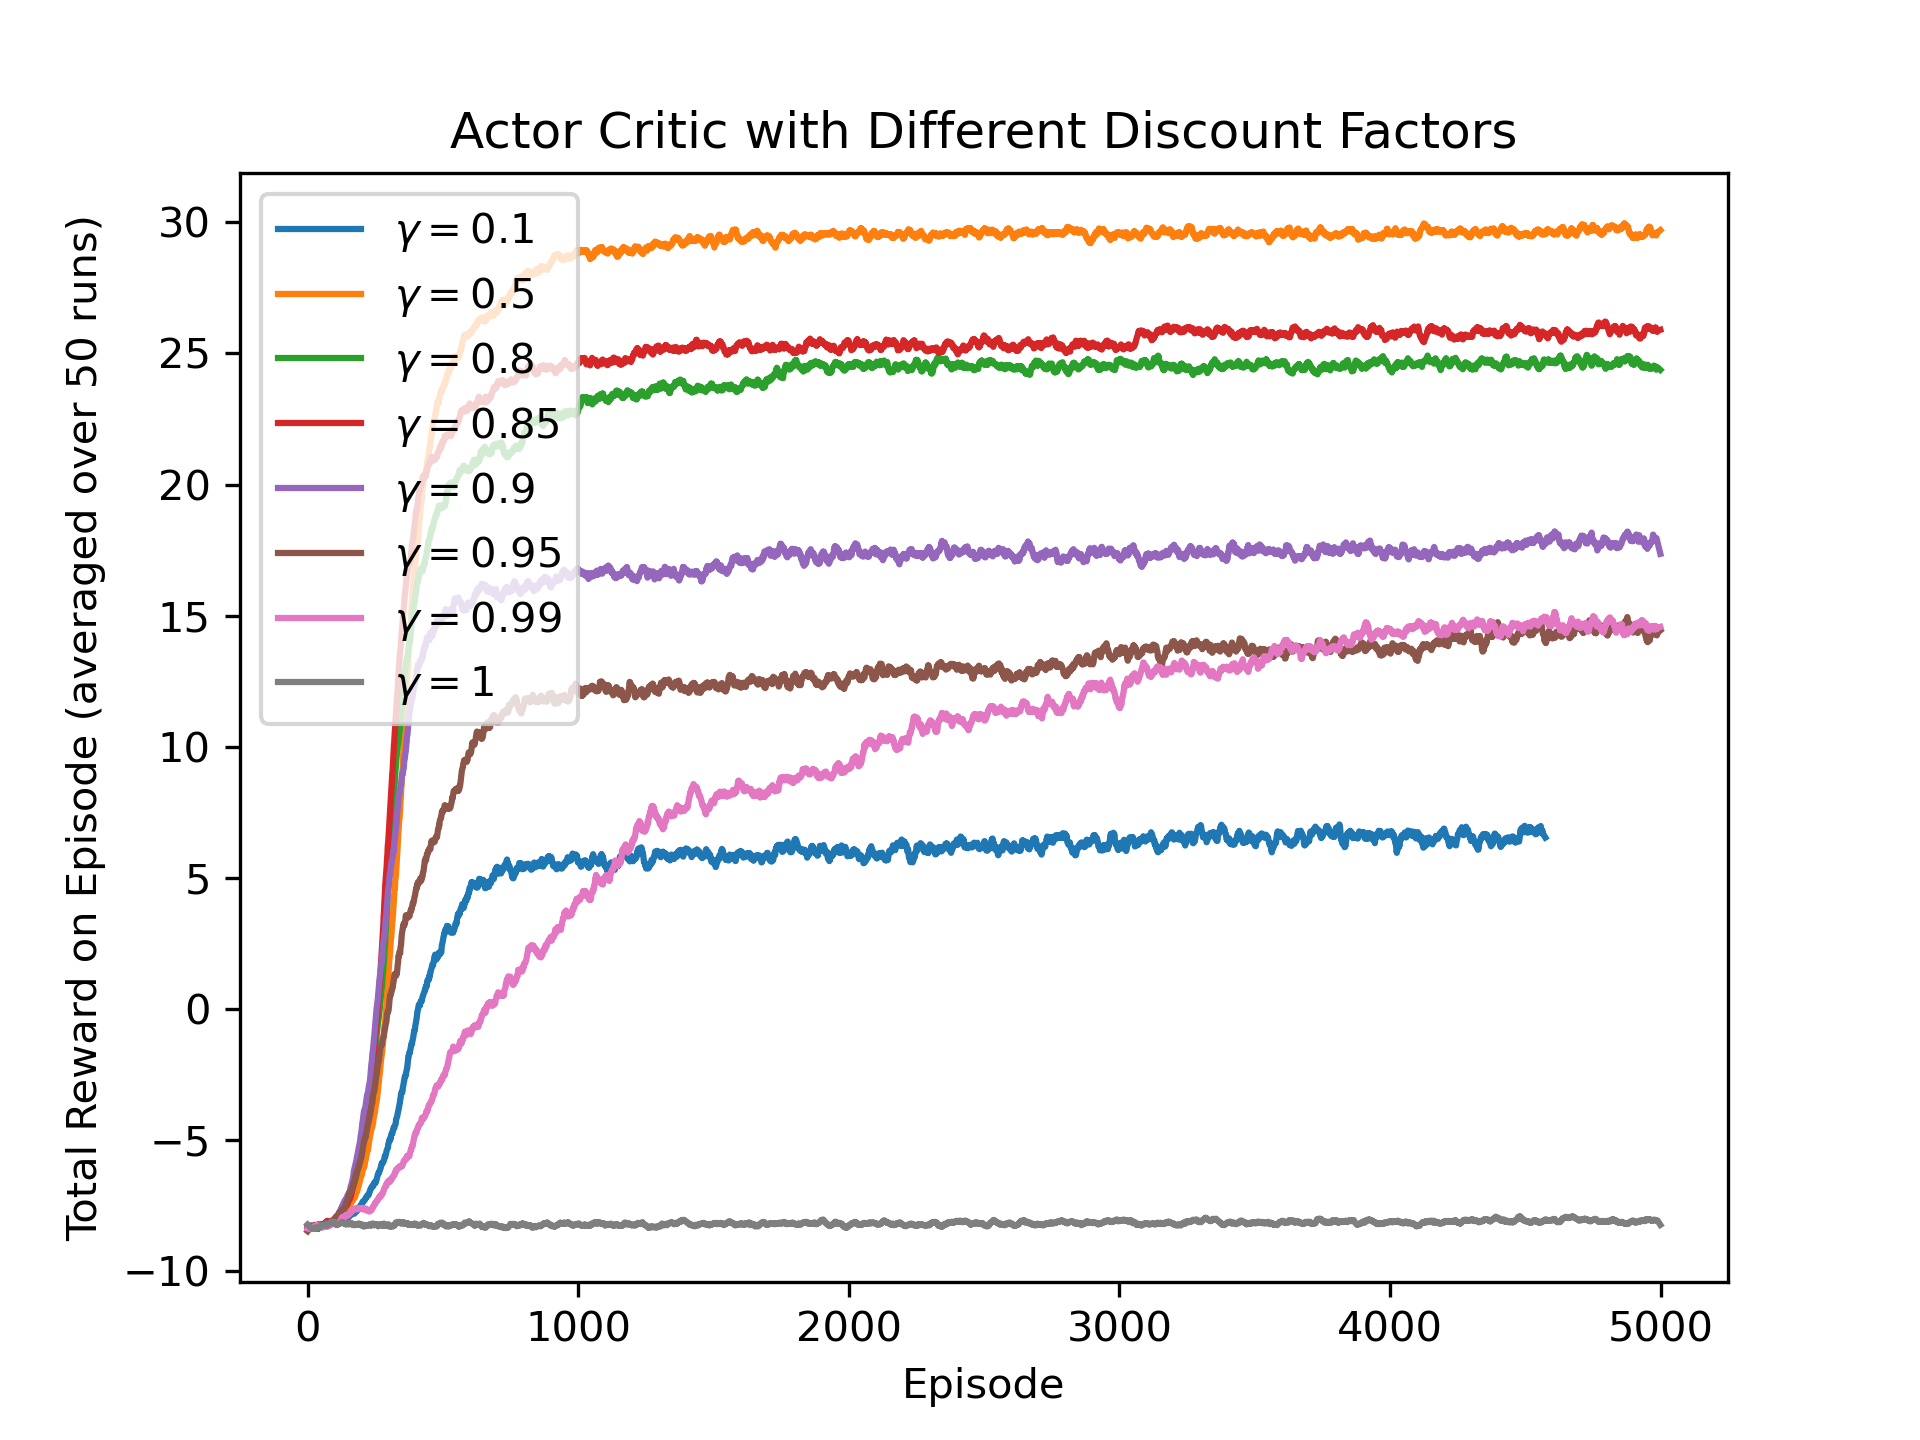 Actor Critic with Different Discount Factors
Total Reward on Episode (averaged over 50 runs)
30
25
20
15
10
5
0
−5
−10
γ = 0.1
γ = 0.5
γ = 0.8
γ = 0.85
γ = 0.9
γ = 0.95
γ = 0.99
γ = 1
0 1000 2000 3000 4000 5000
Episode